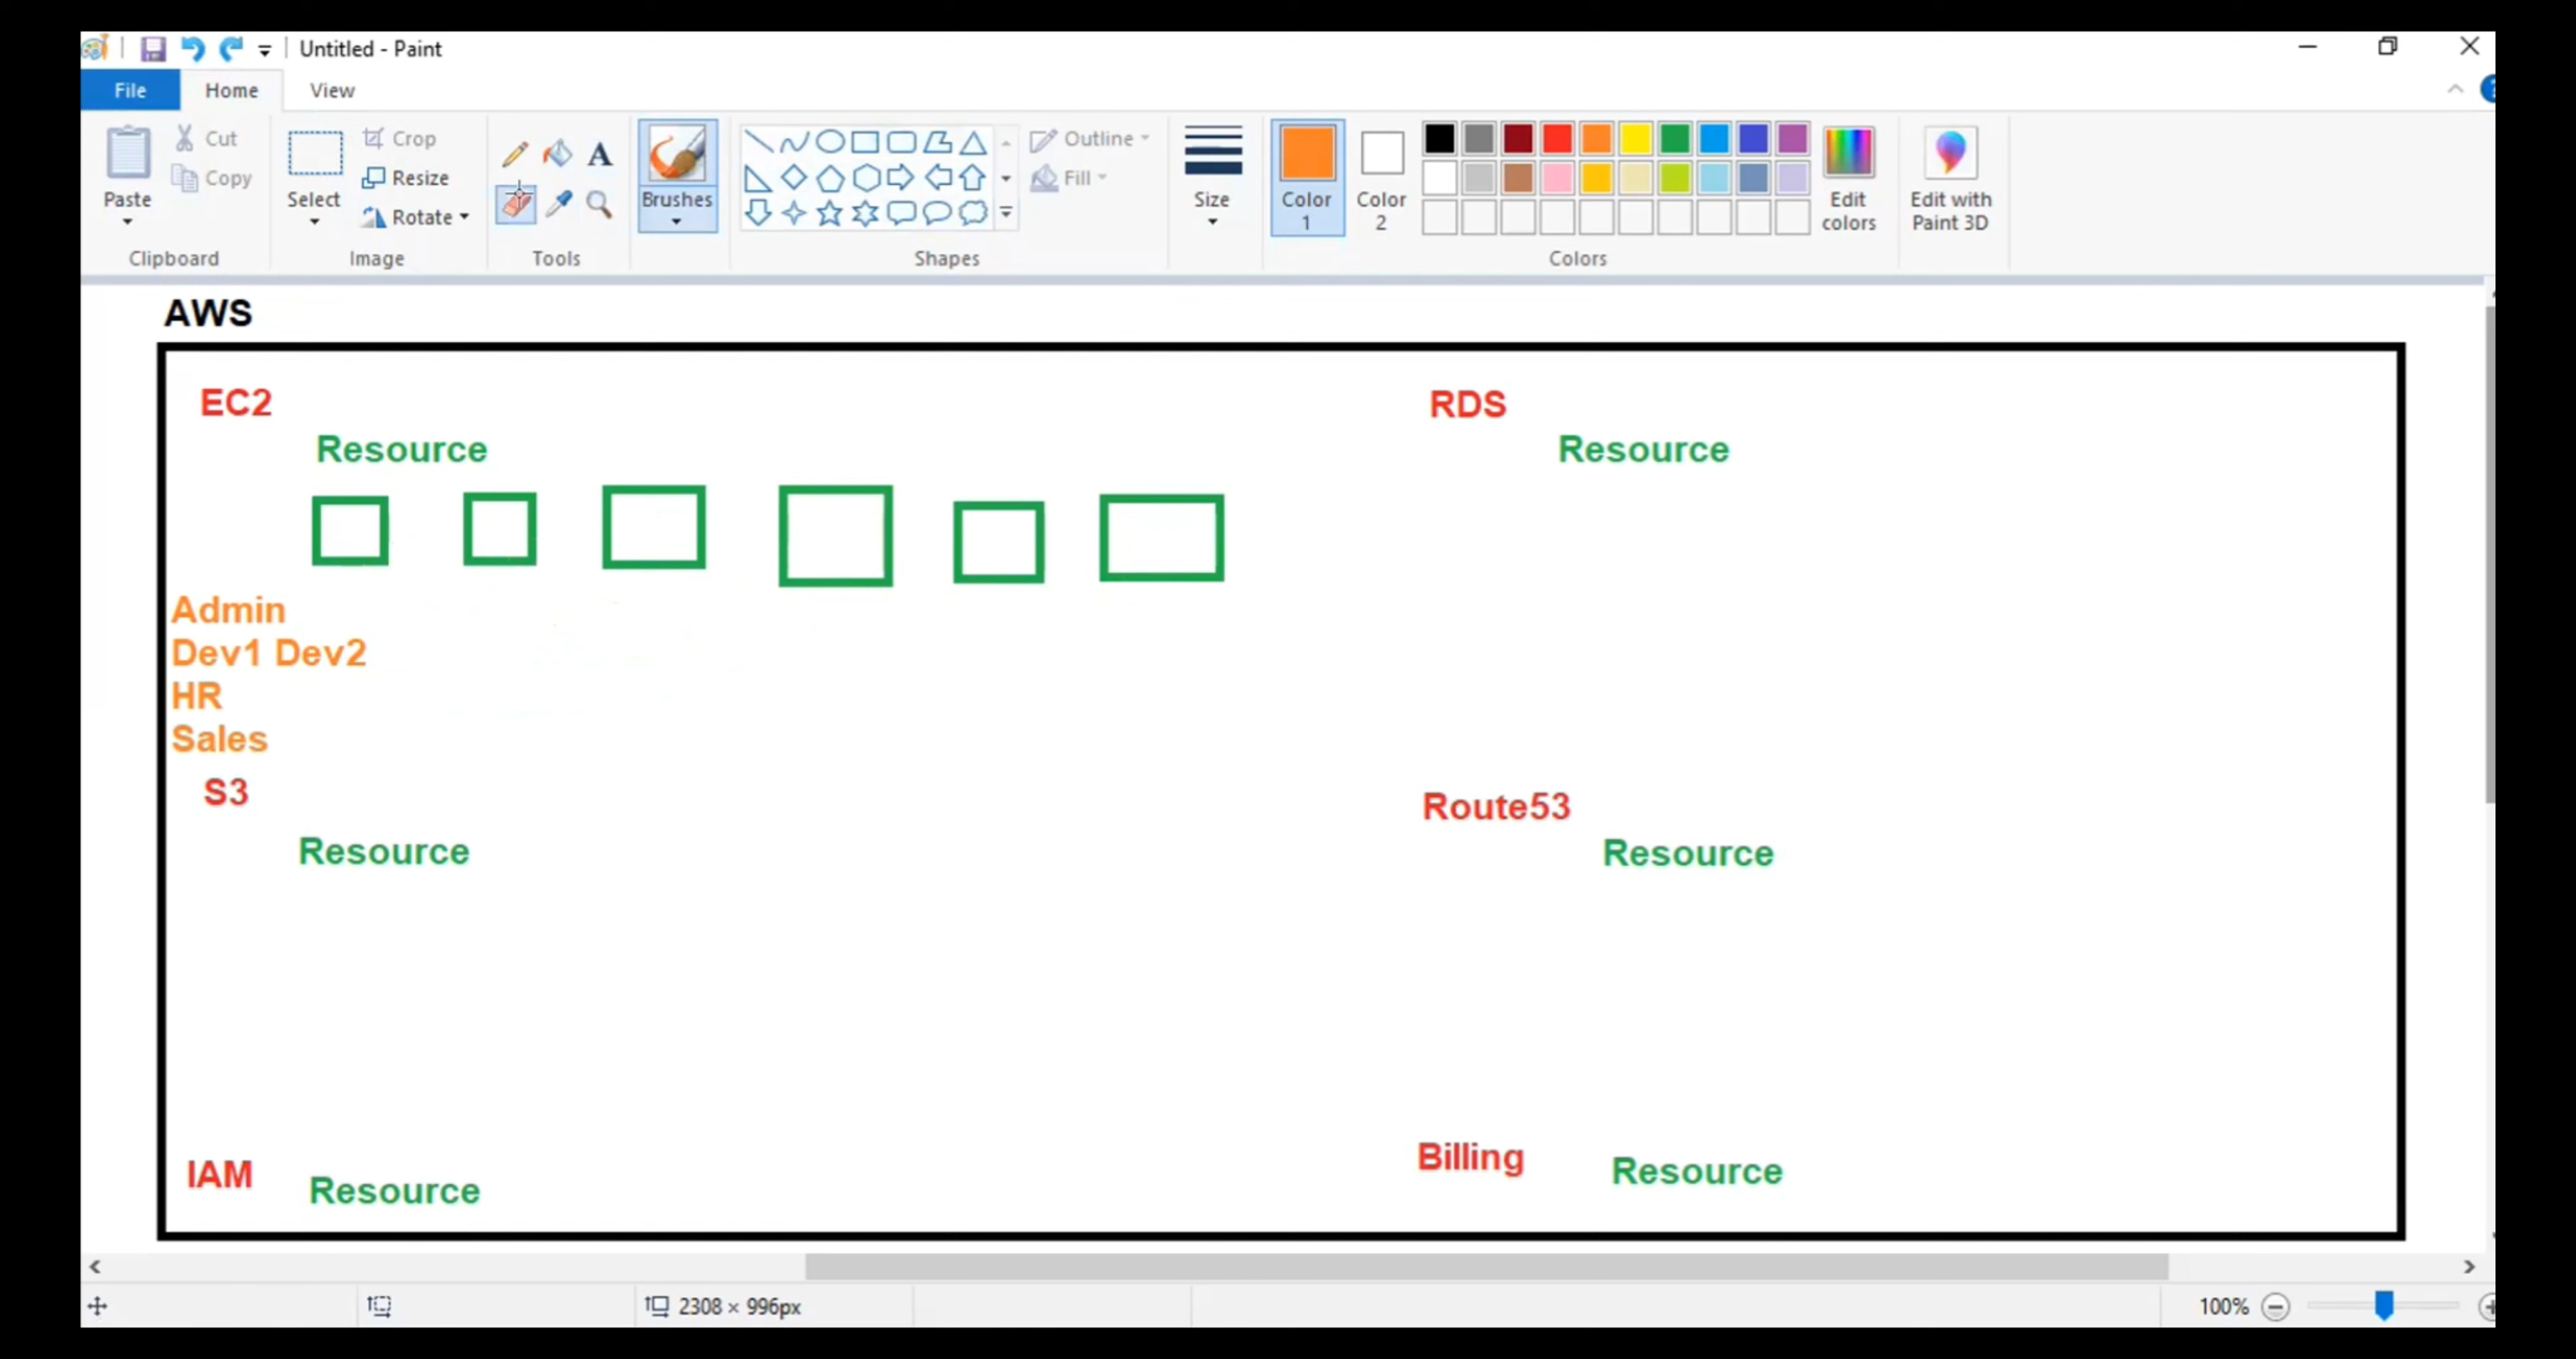 Untitled - Paint
File Home View
Paste
Cut
Copy
Clipboard
Select
Crop
Resize
Rotate
Image
A
Tools
Brushes
Shapes
Outline
Fill
Size
Color 1
Color 2
Colors
Edit colors
Edit with Paint 3D
AWS
EC2
Resource
RDS
Resource
Admin
Dev1 Dev2
HR
Sales
S3
Resource
Route53
Resource
IAM
Resource
Billing
Resource
2308 × 996px
100%